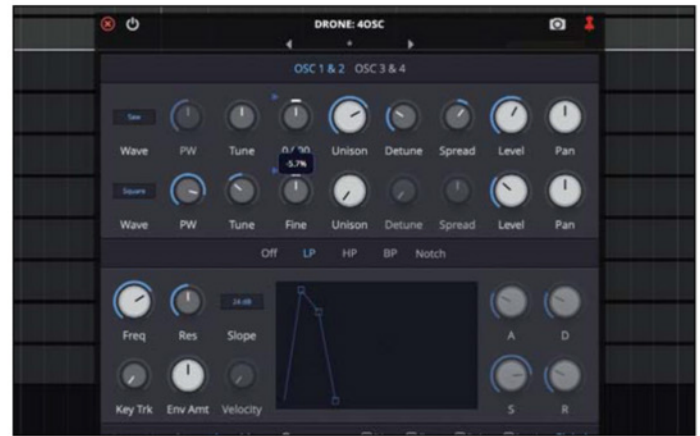 DRONE: 4OSC
OSC 1 & 2 OSC 3 & 4
Saw
Wave PW Tune Unison Detune Spread Level Pan
-5.7%
Square
Wave PW Tune Fine Unison Detune Spread Level Pan
Off LP HP BP Notch
24 dB
Freq Res Slope A D
Key Trk Env Amt Velocity S R